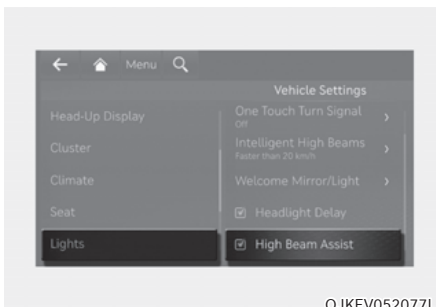 Menu
Vehicle Settings
Head-Up Display
Cluster
Climate
Seat
Lights
One Touch Turn Signal
Off
Intelligent High Beams
Faster than 20 km/h
Welcome Mirror/Light
Headlight Delay
High Beam Assist